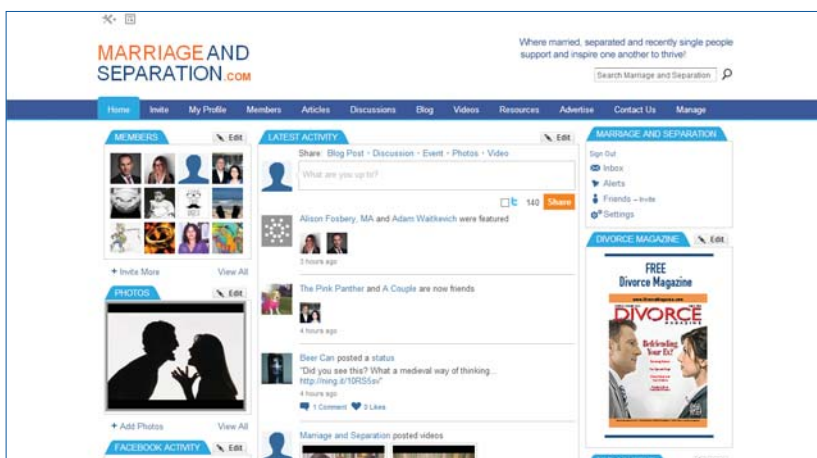 MARRIAGE AND
SEPARATION.COM
Where married, separated and recently single people
support and inspire one another to thrive!
Search Marriage and Separation
Home Invite My Profile Members Articles Discussions Blog Videos Resources Advertise Contact Us Manage
MEMBERS Edit
+ Invite More View All
PHOTOS Edit
+ Add Photos View All
FACEBOOK ACTIVITY Edit
LATEST ACTIVITY Edit
Share: Blog Post · Discussion · Event · Photos · Video
What are you up to?
140 Share
Alison Fosbery, MA and Adam Waitkevich were featured
3 hours ago
The Pink Panther and A Couple are now friends
4 hours ago
Beer Can posted a status
"Did you see this? What a medieval way of thinking...
http://ning.it/10RS5sv"
4 hours ago
1 Comment 0 Likes
Marriage and Separation posted videos
MARRIAGE AND SEPARATION
Sign Out
Inbox
Alerts
Friends – Invite
Settings
DIVORCE MAGAZINE Edit
FREE
Divorce Magazine
DIVORCE
MAGAZINE
Befriending
Your Ex?